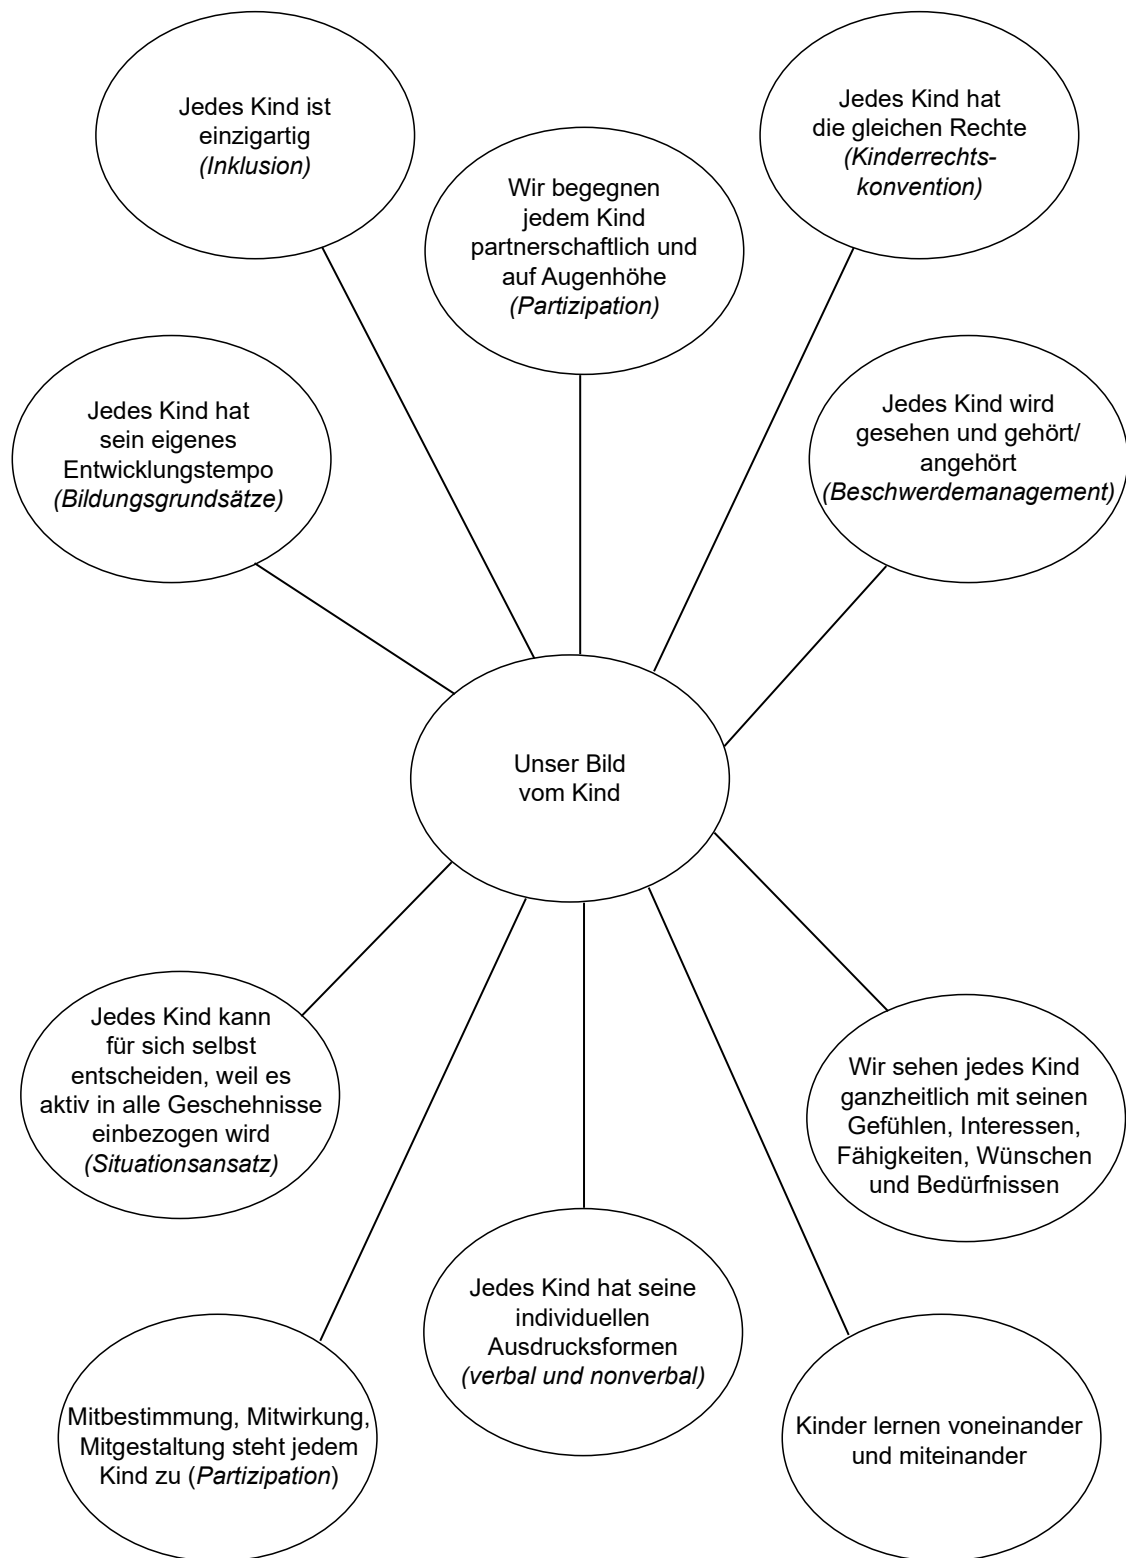 Jedes Kind ist
einzigartig
(Inklusion)
Jedes Kind hat
die gleichen Rechte
(Kinderrechts-
konvention)
Wir begegnen
jedem Kind
partnerschaftlich und
auf Augenhöhe
(Partizipation)
Jedes Kind hat
sein eigenes
Entwicklungstempo
(Bildungsgrundsätze)
Jedes Kind wird
gesehen und gehört/
angehört
(Beschwerdemanagement)
Unser Bild
vom Kind
Jedes Kind kann
für sich selbst
entscheiden, weil es
aktiv in alle Geschehnisse
einbezogen wird
(Situationsansatz)
Wir sehen jedes Kind
ganzheitlich mit seinen
Gefühlen, Interessen,
Fähigkeiten, Wünschen
und Bedürfnissen
Jedes Kind hat seine
individuellen
Ausdrucksformen
(verbal und nonverbal)
Mitbestimmung, Mitwirkung,
Mitgestaltung steht jedem
Kind zu (Partizipation)
Kinder lernen voneinander
und miteinander